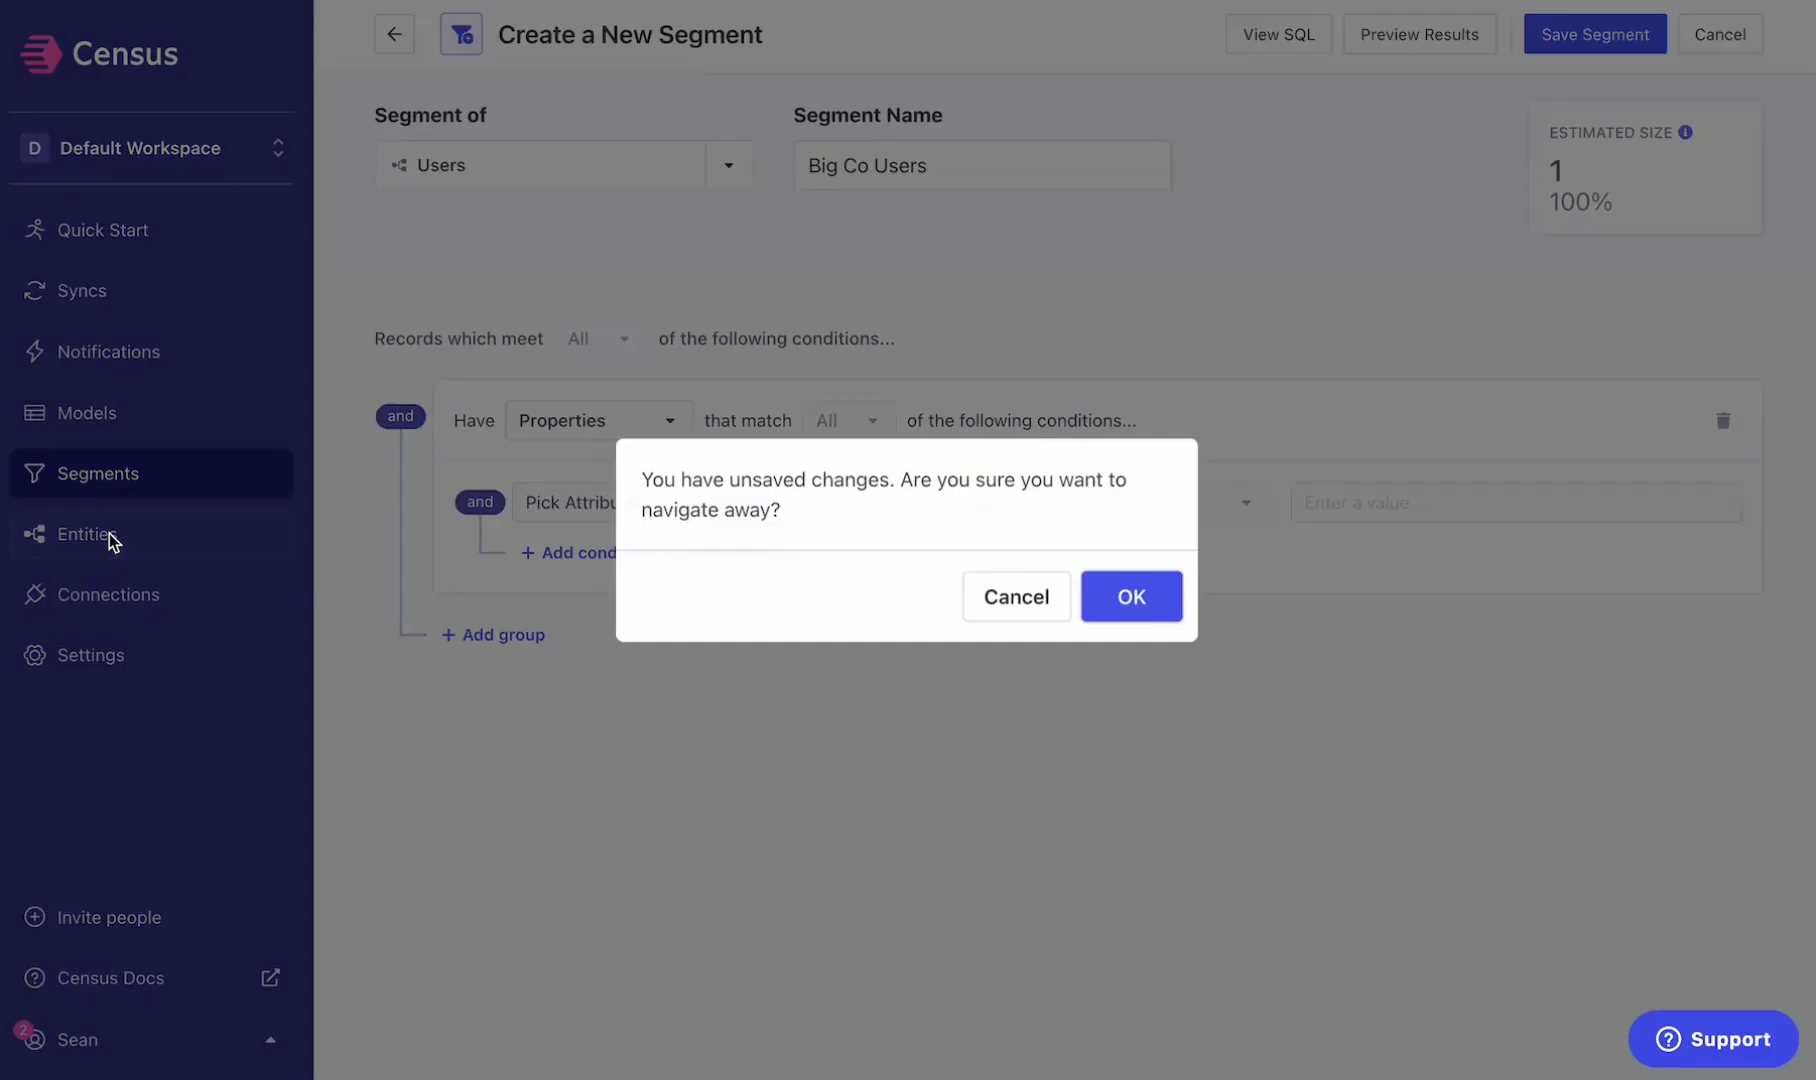 Census
D Default Workspace
Quick Start
Syncs
Notifications
Models
Segments
Entities
Connections
Settings
Invite people
Census Docs
2
Sean
Create a New Segment
View SQL
Preview Results
Save Segment
Cancel
Segment of
Segment Name
Users
Big Co Users
ESTIMATED SIZE
1
100%
Records which meet All of the following conditions...
and Have Properties that match All of the following conditions...
and Pick Attribu
Enter a value
+ Add cond
+ Add group
You have unsaved changes. Are you sure you want to
navigate away?
Cancel
OK
Support